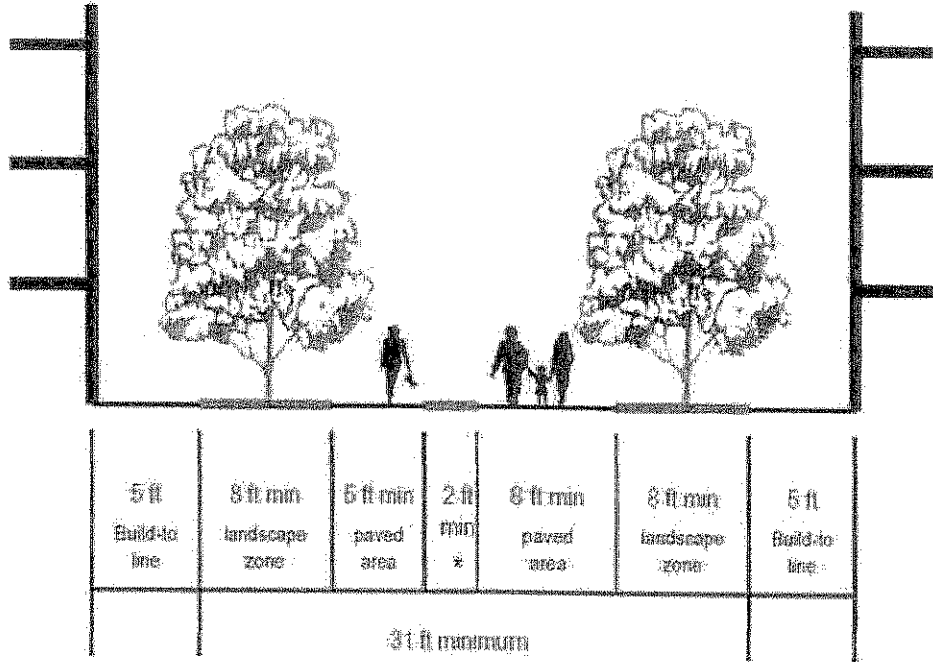 5 ft
Build-to
line
8 ft min
landscape
zone
5 ft min
paved
area
2 ft
min
*
8 ft min
paved
area
8 ft min
landscape
zone
5 ft
Build-to
line
31 ft minimum